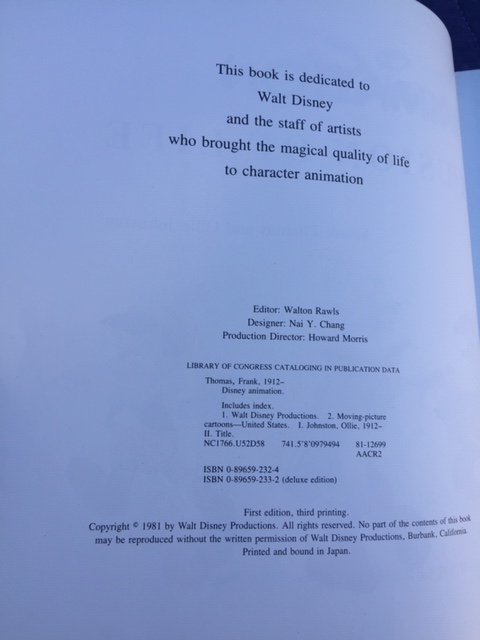 This book is dedicated to
Walt Disney
and the staff of artists
who brought the magical quality of life
to character animation
Editor: Walton Rawls
Designer: Nai Y. Chang
Production Director: Howard Morris
LIBRARY OF CONGRESS CATALOGING IN PUBLICATION DATA
Thomas, Frank, 1912–
Disney animation.
Includes index.
1. Walt Disney Productions. 2. Moving-picture
cartoons—United States. I. Johnston, Ollie, 1912–
II. Title.
NC1766.U52D58 741.5'8'0979494 81-12699
AACR2
ISBN 0-89659-232-4
ISBN 0-89659-233-2 (deluxe edition)
First edition, third printing.
Copyright © 1981 by Walt Disney Productions. All rights reserved. No part of the contents of this book
may be reproduced without the written permission of Walt Disney Productions, Burbank, California.
Printed and bound in Japan.